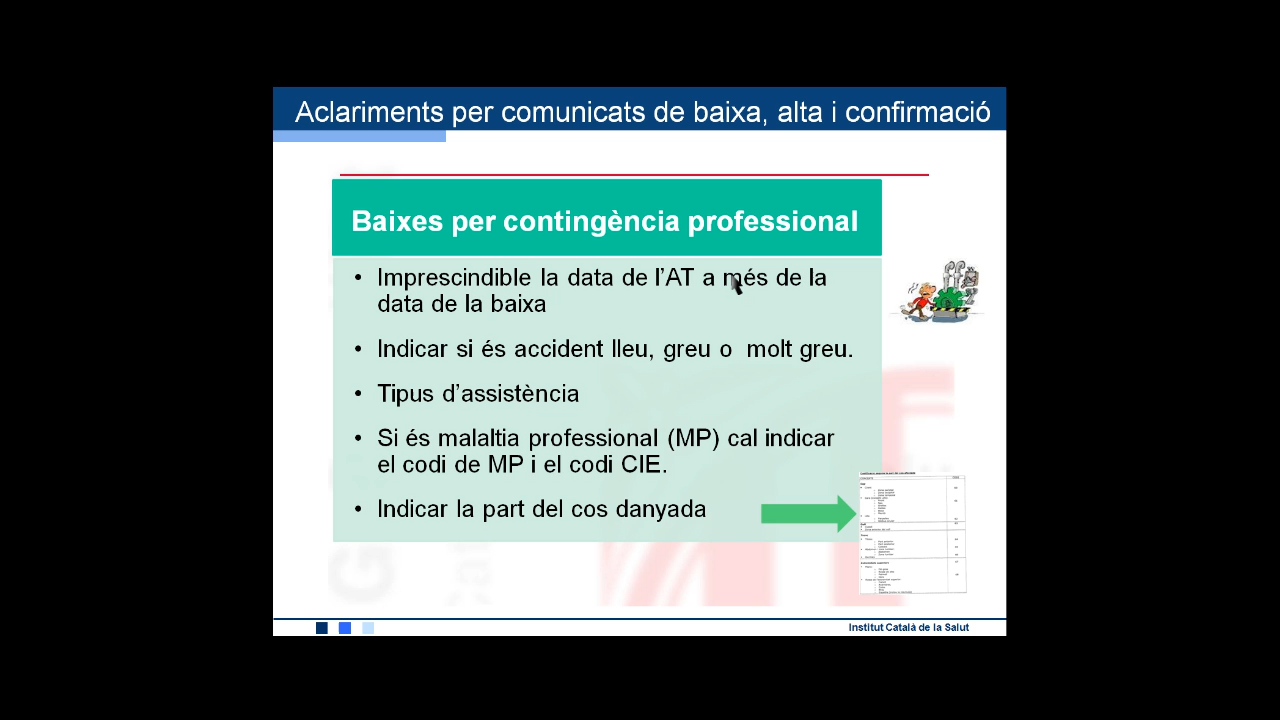 Aclariments per comunicats de baixa, alta i confirmació
Baixes per contingència professional
• Imprescindible la data de l'AT a més de la
data de la baixa
• Indicar si és accident lleu, greu o molt greu.
• Tipus d'assistència
• Si és malaltia professional (MP) cal indicar
el codi de MP i el codi CIE.
• Indicar la part del cos danyada
Institut Català de la Salut